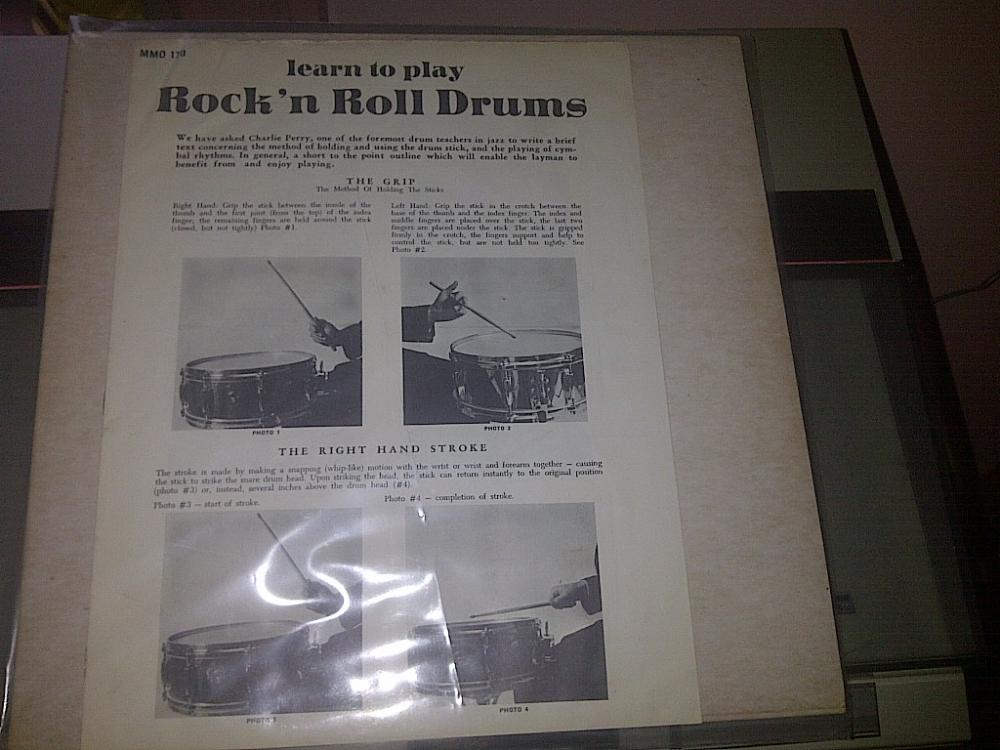 MMO 170
learn to play
Rock'n Roll Drums
We have asked Charlie Perry, one of the foremost drum teachers in jazz to write a brief
text concerning the method of holding and using the drum stick, and the playing of cym-
bal rhythms. In general, a short to the point outline which will enable the layman to
benefit from and enjoy playing.
THE GRIP
The Method Of Holding The Sticks
Right Hand: Grip the stick between the inside of the
thumb and the first joint (from the top) of the index
finger; the remaining fingers are held around the stick
(closed, but not tightly) Photo #1.
Left Hand: Grip the stick in the crotch between the
base of the thumb and the index finger. The index and
middle fingers are placed over the stick, the last two
fingers are placed under the stick. The stick is gripped
firmly in the crotch, the fingers support and help to
control the stick, but are not held too tightly. See
Photo #2.
PHOTO 1
PHOTO 2
THE RIGHT HAND STROKE
The stroke is made by making a snapping (whip-like) motion with the wrist or wrist and forearm together — causing
the stick to strike the snare drum head. Upon striking the head, the stick can return instantly to the original position
(photo #3) or, instead, several inches above the drum head (#4).
Photo #3 — start of stroke.
Photo #4 — completion of stroke.
PHOTO 3
PHOTO 4